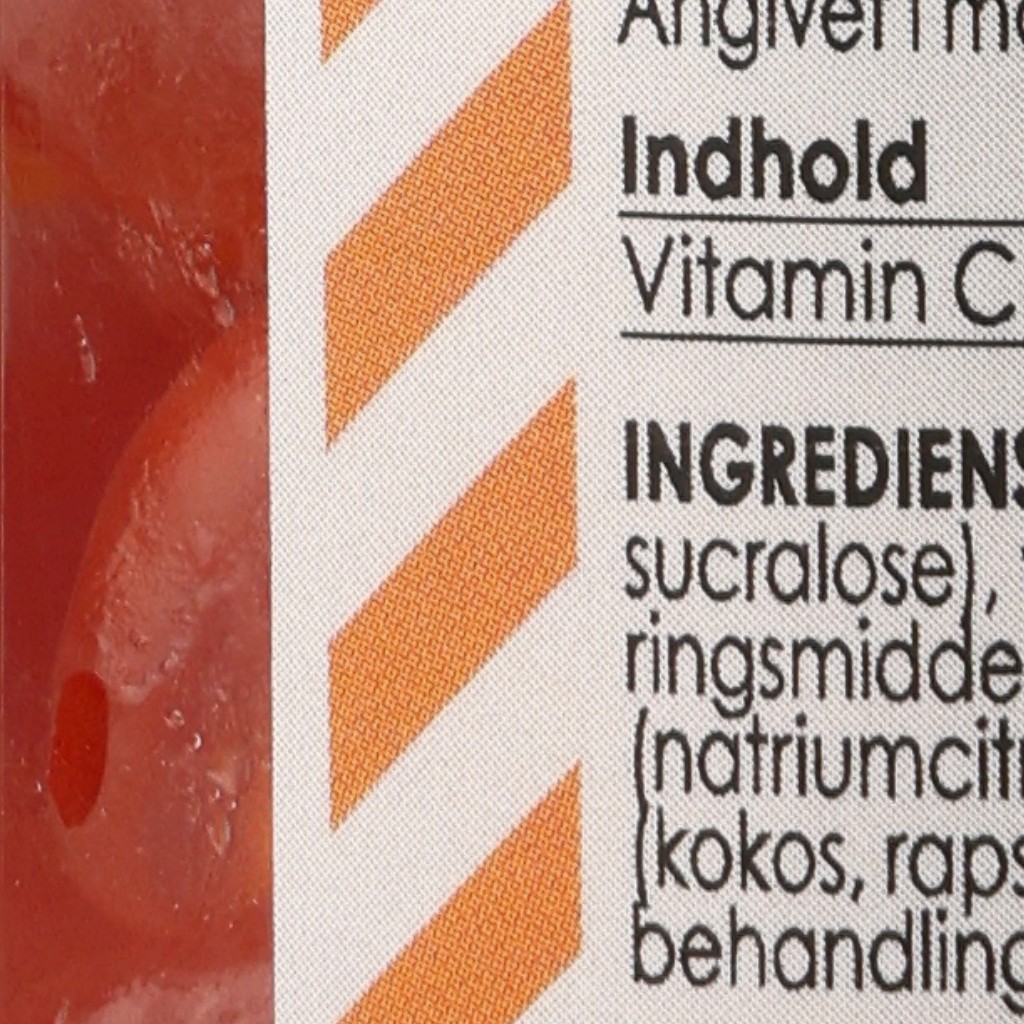 Angivet i m
Indhold
Vitamin C
INGREDIENS
sucralose),
ringsmidde
(natriumcit
(kokos, raps
behandling